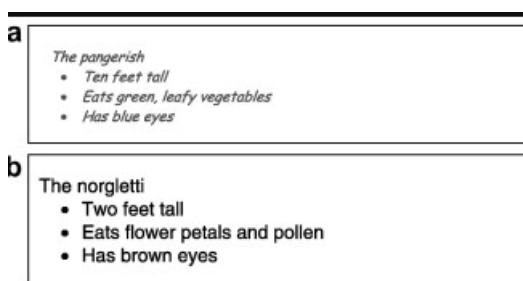 a
The pangerish
• Ten feet tall
• Eats green, leafy vegetables
• Has blue eyes
b
The norgletti
• Two feet tall
• Eats flower petals and pollen
• Has brown eyes